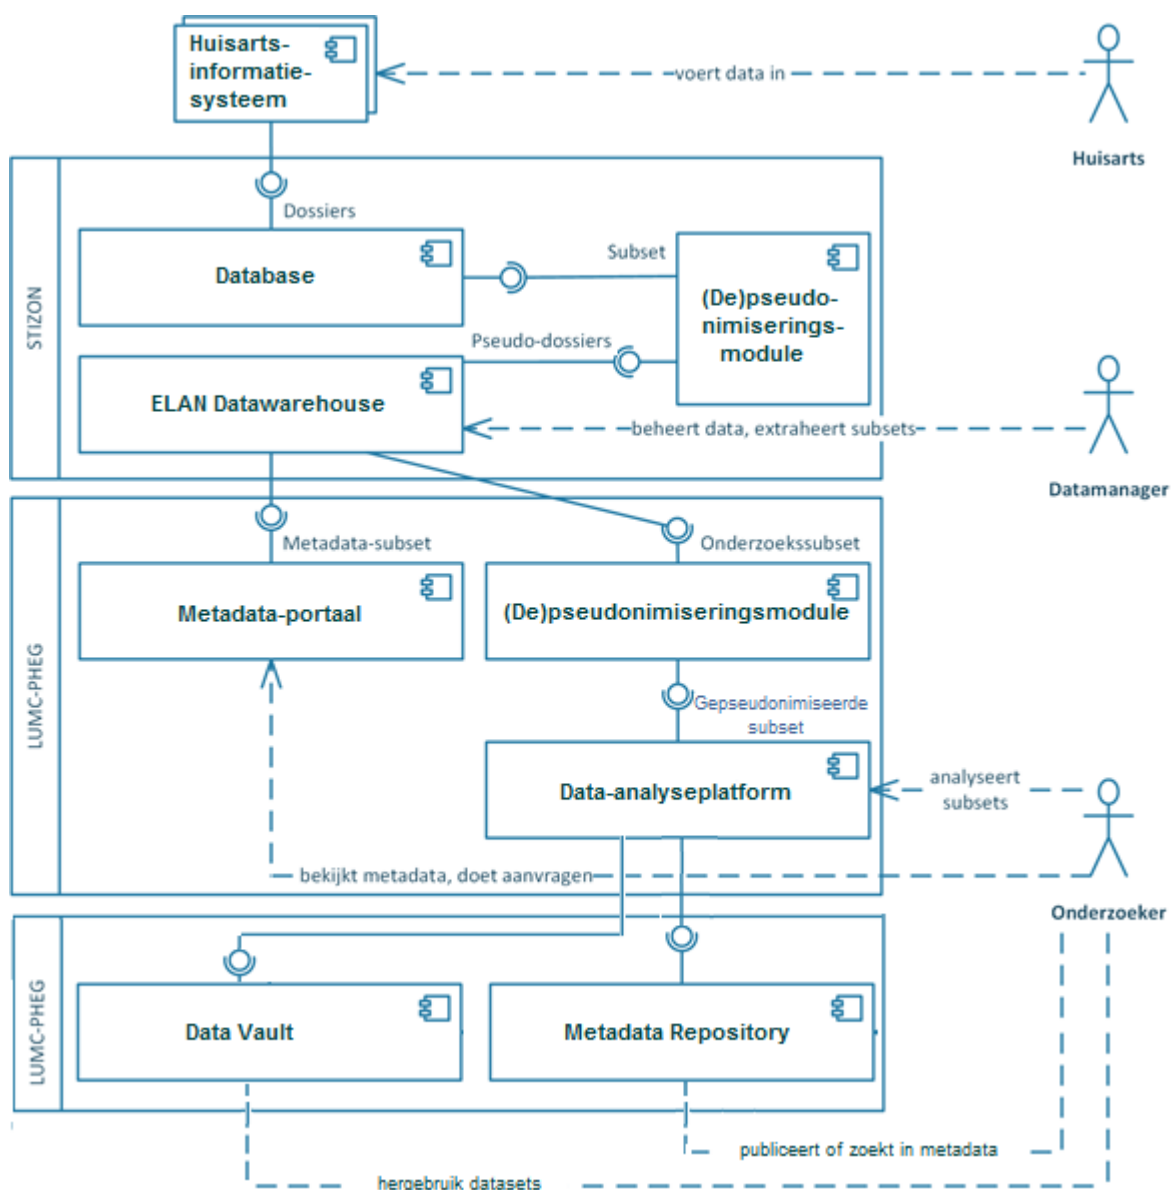 Huisarts-
informatie-
systeem
voert data in
Huisarts
STIZON
Dossiers
Database
Subset
(De)pseudo-
nimiserings-
module
Pseudo-dossiers
ELAN Datawarehouse
beheert data, extraheert subsets
Datamanager
LUMC-PHEG
Metadata-subset
Onderzoekssubset
Metadata-portaal
(De)pseudonimiseringsmodule
Gepseudonimiseerde
subset
Data-analyseplatform
analyseert
subsets
bekijkt metadata, doet aanvragen
Onderzoeker
LUMC-PHEG
Data Vault
Metadata Repository
publiceert of zoekt in metadata
hergebruik datasets